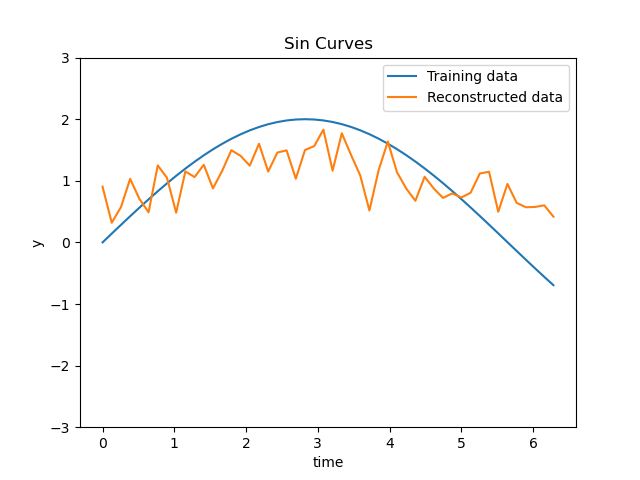 Sin Curves
Training data
Reconstructed data
3
2
1
0
−1
−2
−3
y
0 1 2 3 4 5 6
time